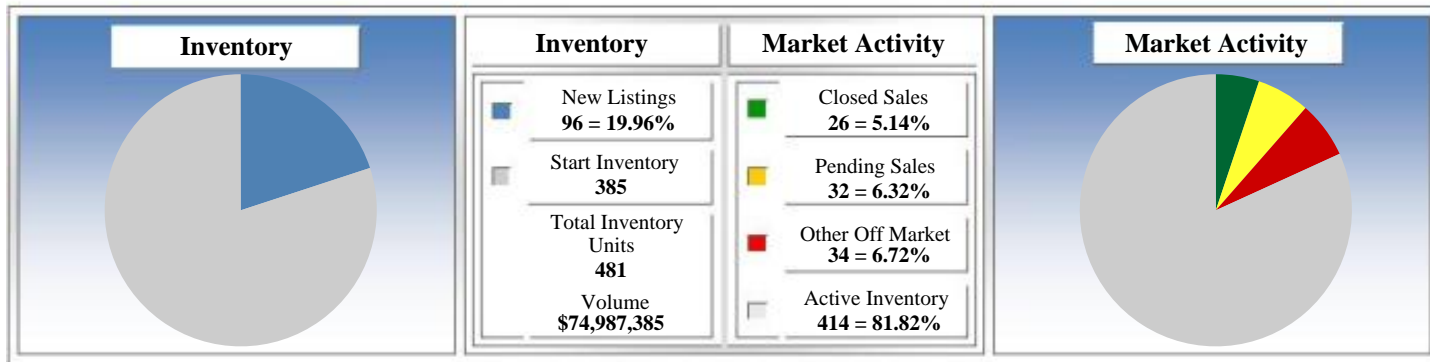 Inventory
Inventory
New Listings
96 = 19.96%
Start Inventory
385
Total Inventory
Units
481
Volume
$74,987,385
Market Activity
Closed Sales
26 = 5.14%
Pending Sales
32 = 6.32%
Other Off Market
34 = 6.72%
Active Inventory
414 = 81.82%
Market Activity